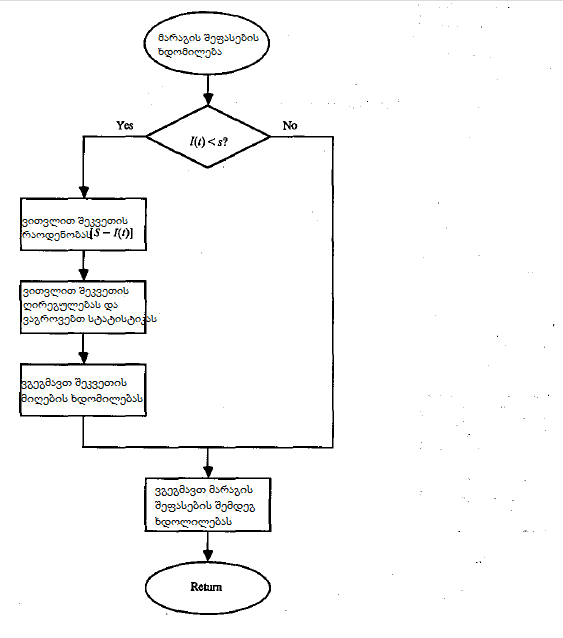 მარაგის შეფასების
ხდომილება
Yes
No
I(t) < s?
ვითვლით შეკვეთის
რაოდენობას[S − I(t)]
ვითვლით შეკვეთის
ღირეგულებას და
ვაგროვებთ სტატისტიკას
ვგეგმავთ შეკვეთის
მიღების ხდომილებას
ვგეგმავთ მარაგის
შეფასების შემდეგ
ხდოლილებას
Return